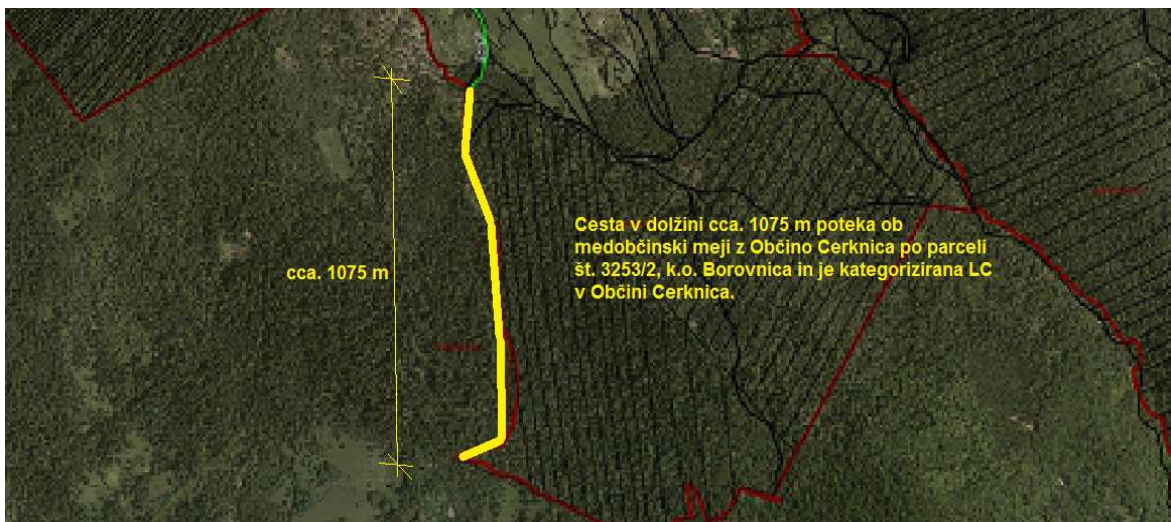 Cesta v dolžini cca. 1075 m poteka ob
medobčinski meji z Občino Cerknica po parceli
št. 3253/2, k.o. Borovnica in je kategorizirana LC
v Občini Cerknica.
cca. 1075 m